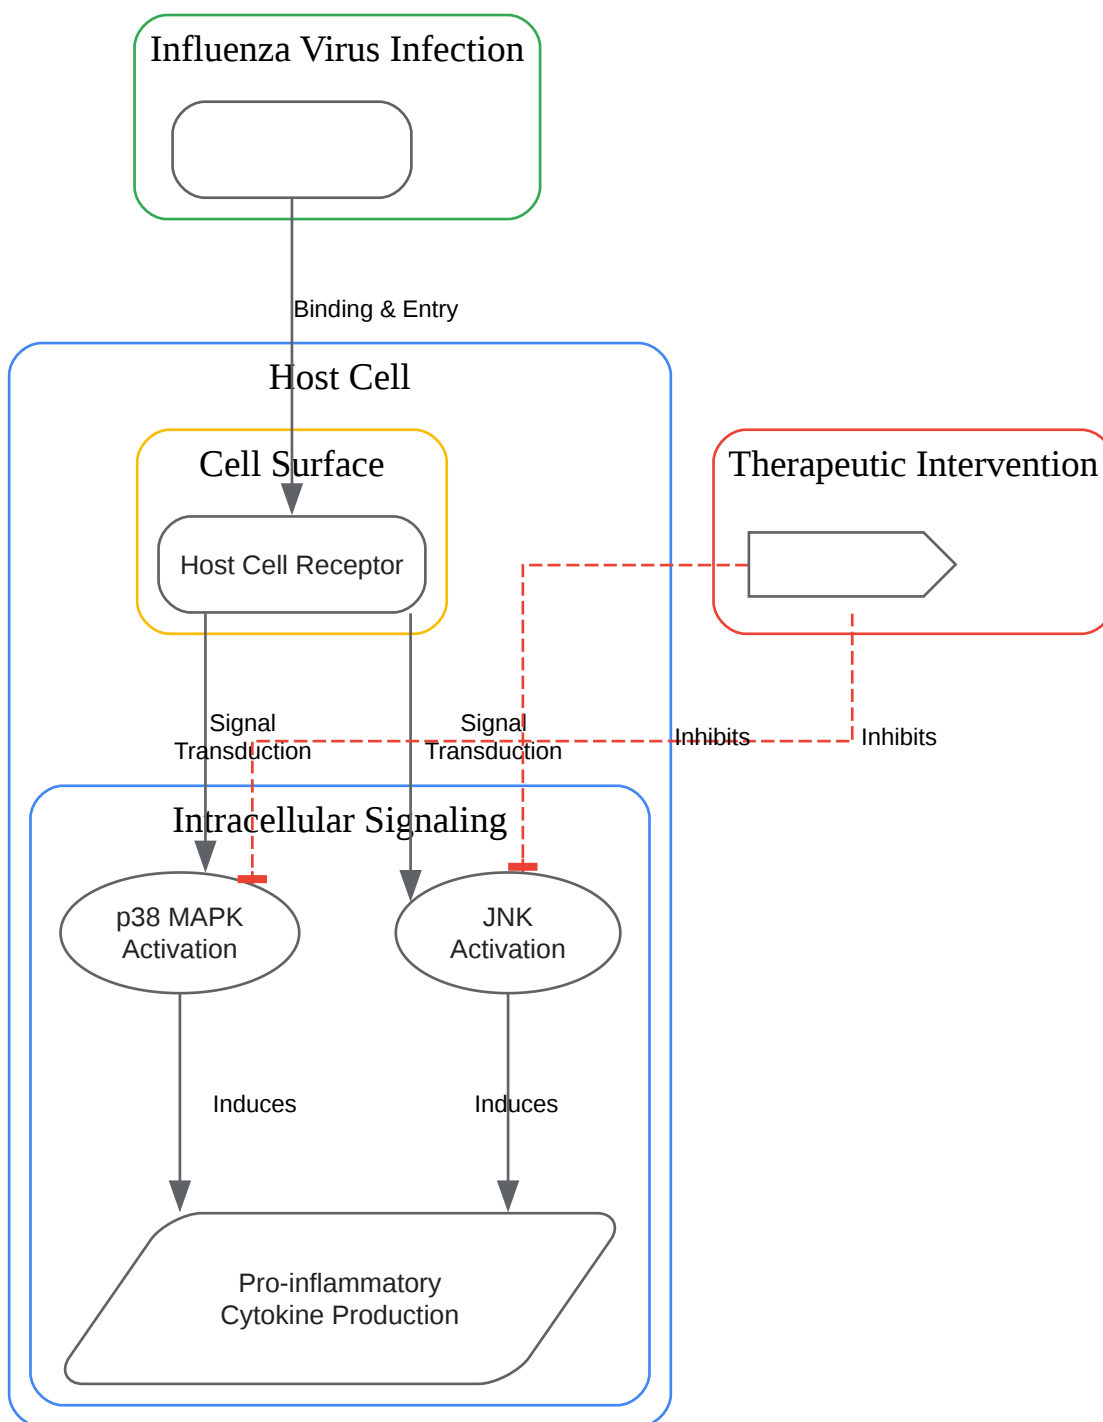 Influenza Virus Infection
Binding & Entry
Host Cell
Cell Surface
Therapeutic Intervention
Host Cell Receptor
Signal
Transduction
Signal
Transduction
Inhibits
Inhibits
Intracellular Signaling
p38 MAPK
Activation
JNK
Activation
Induces
Induces
Pro-inflammatory
Cytokine Production